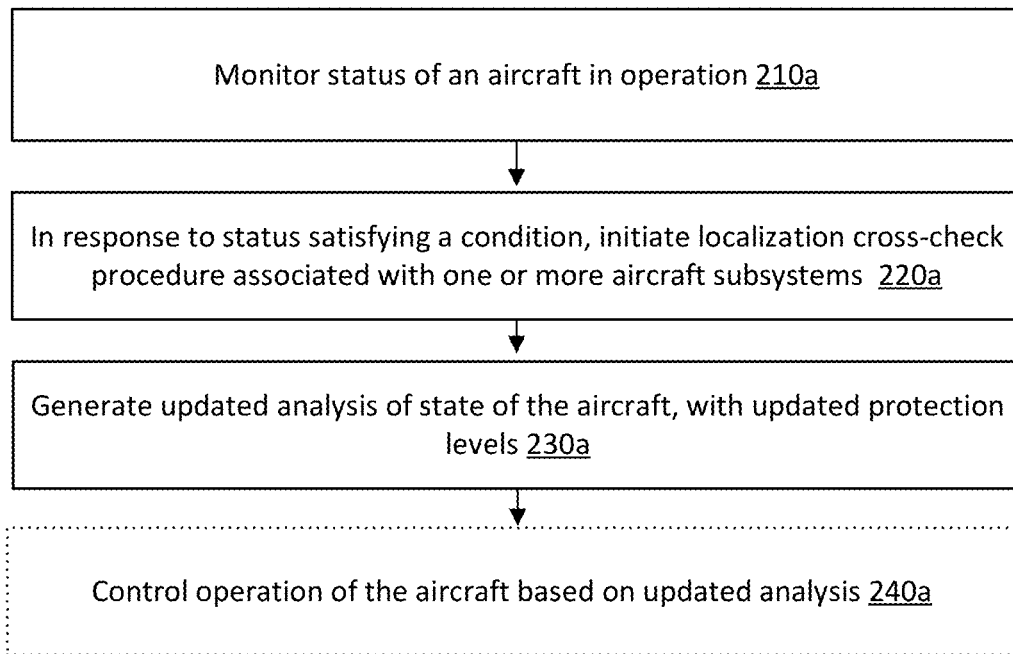 Monitor status of an aircraft in operation 210a
In response to status satisfying a condition, initiate localization cross-check
procedure associated with one or more aircraft subsystems 220a
Generate updated analysis of state of the aircraft, with updated protection
levels 230a
Control operation of the aircraft based on updated analysis 240a